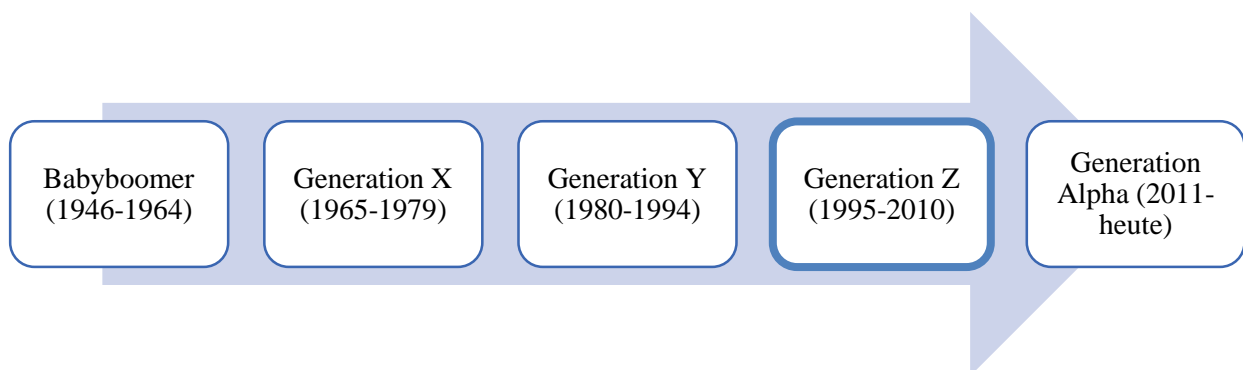 Babyboomer
(1946-1964)
Generation X
(1965-1979)
Generation Y
(1980-1994)
Generation Z
(1995-2010)
Generation
Alpha (2011-
heute)